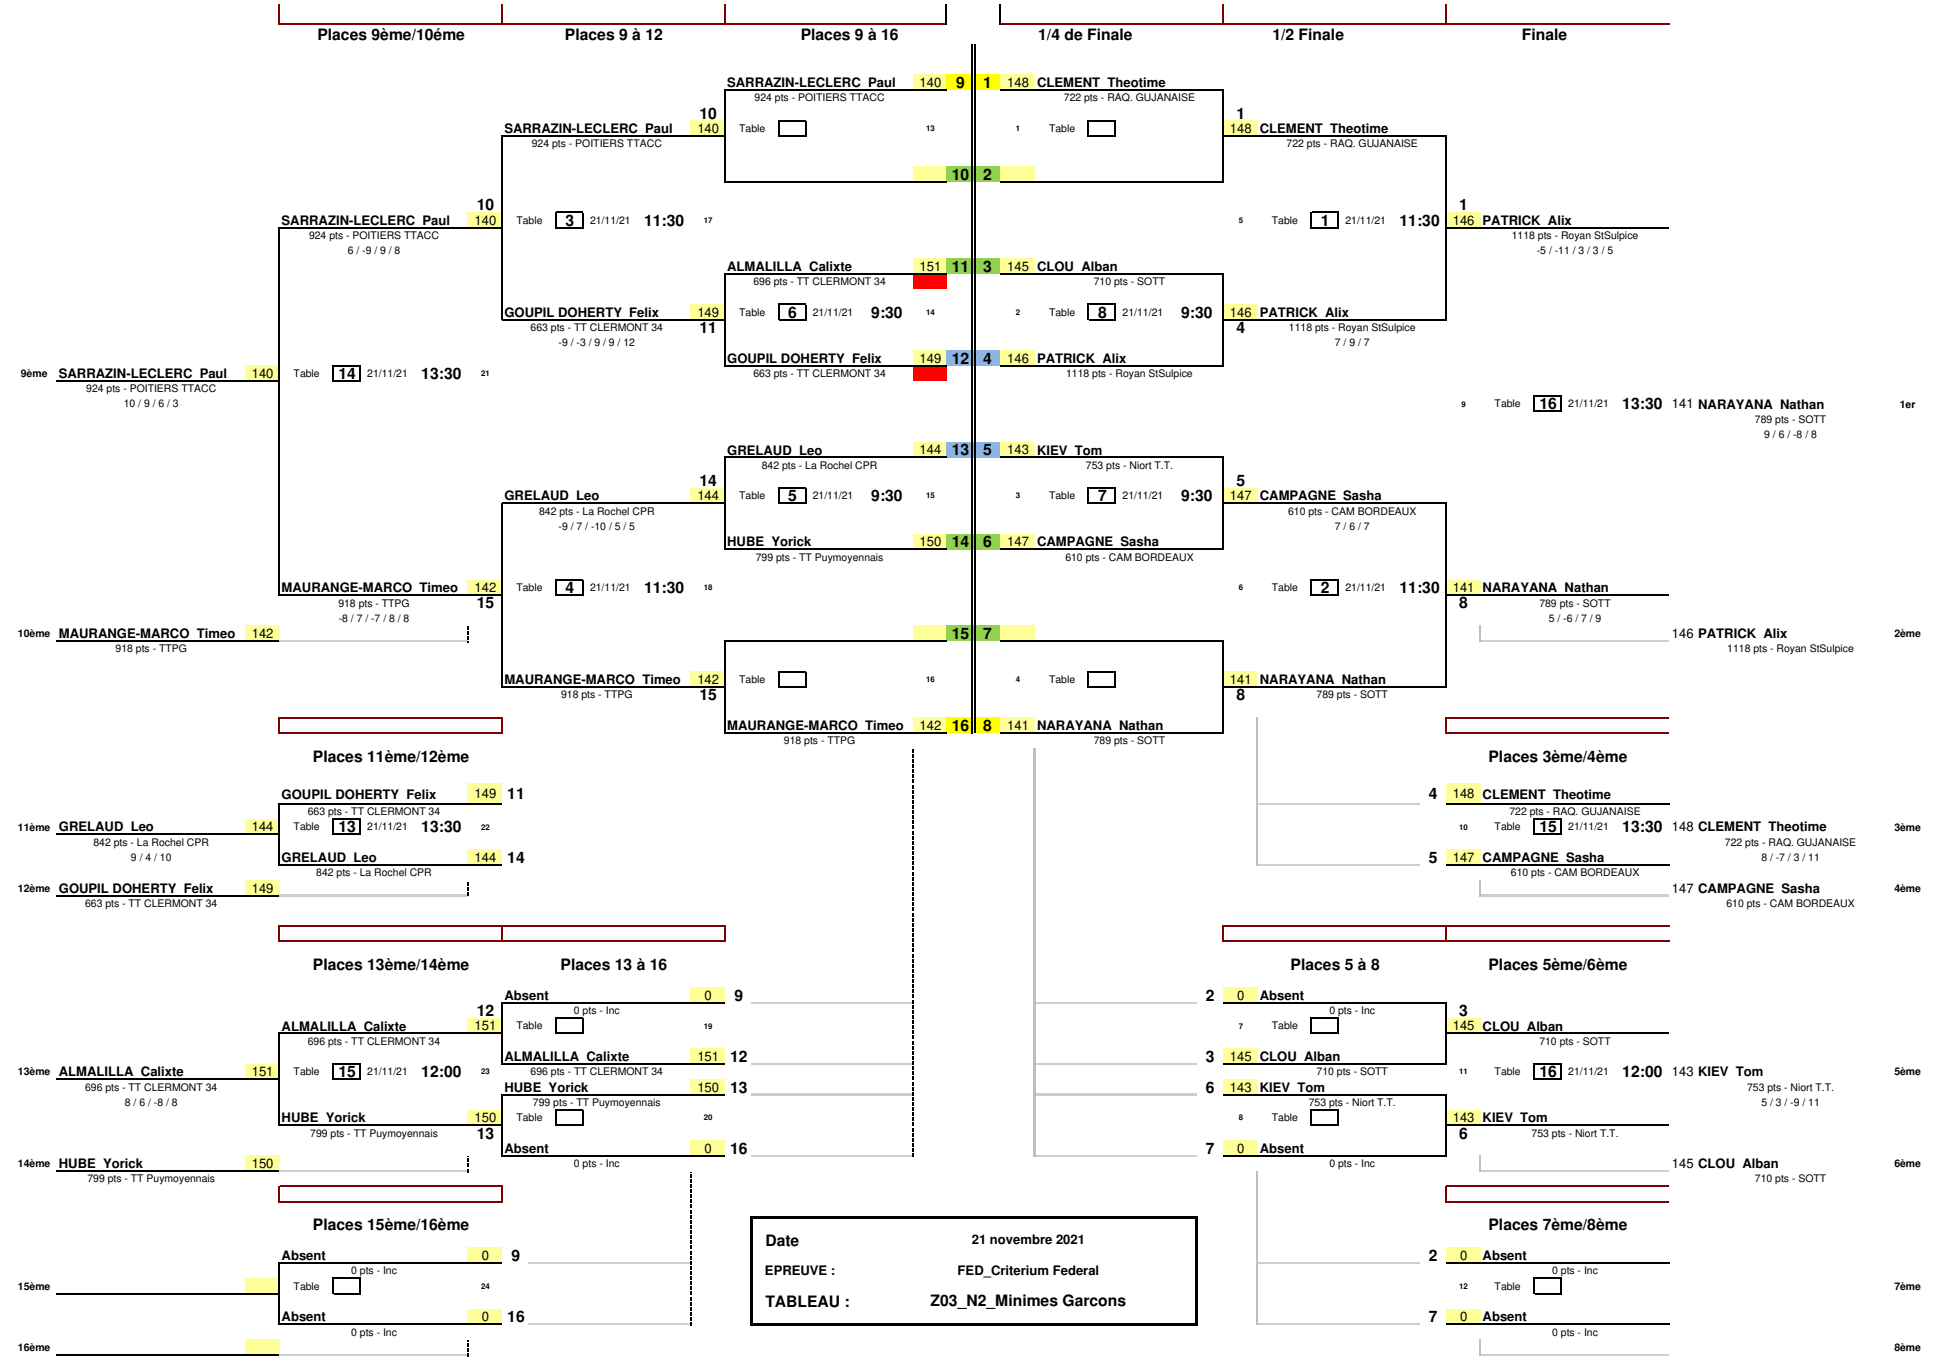 Places 9ème/10éme Places 9 à 12 Places 9 à 16 1/4 de Finale 1/2 Finale Finale
SARRAZIN-LECLERC Paul 140 9 1 148 CLEMENT Theotime
924 pts - POITIERS TTACC 722 pts - RAQ. GUJANAISE
10 1
SARRAZIN-LECLERC Paul 140 Table 13 1 Table 148 CLEMENT Theotime
924 pts - POITIERS TTACC 722 pts - RAQ. GUJANAISE
10 2
10 1
SARRAZIN-LECLERC Paul 140 Table 3 21/11/21 11:30 17 5 Table 1 21/11/21 11:30 146 PATRICK Alix
924 pts - POITIERS TTACC 1118 pts - Royan StSulpice
6 / -9 / 9 / 8 -5 / -11 / 3 / 3 / 5
ALMALILLA Calixte 151 11 3 145 CLOU Alban
696 pts - TT CLERMONT 34 710 pts - SOTT
GOUPIL DOHERTY Felix 149 Table 6 21/11/21 9:30 14 2 Table 8 21/11/21 9:30 146 PATRICK Alix
663 pts - TT CLERMONT 34 11 4 1118 pts - Royan StSulpice
-9 / -3 / 9 / 9 / 12 7 / 9 / 7
GOUPIL DOHERTY Felix 149 12 4 146 PATRICK Alix
9ème SARRAZIN-LECLERC Paul 140 Table 14 21/11/21 13:30 21 663 pts - TT CLERMONT 34 1118 pts - Royan StSulpice
924 pts - POITIERS TTACC
10 / 9 / 6 / 3 9 Table 16 21/11/21 13:30 141 NARAYANA Nathan 1er
789 pts - SOTT
9 / 6 / -8 / 8
GRELAUD Leo 144 13 5 143 KIEV Tom
842 pts - La Rochel CPR 753 pts - Niort T.T.
14 5
GRELAUD Leo 144 Table 5 21/11/21 9:30 15 3 Table 7 21/11/21 9:30 147 CAMPAGNE Sasha
842 pts - La Rochel CPR 610 pts - CAM BORDEAUX
-9 / 7 / -10 / 5 / 5 7 / 6 / 7
HUBE Yorick 150 14 6 147 CAMPAGNE Sasha
799 pts - TT Puymoyennais 610 pts - CAM BORDEAUX
MAURANGE-MARCO Timeo 142 Table 4 21/11/21 11:30 18 6 Table 2 21/11/21 11:30 141 NARAYANA Nathan
918 pts - TTPG 15 8 789 pts - SOTT
-8 / 7 / -7 / 8 / 8 5 / -6 / 7 / 9
10ème MAURANGE-MARCO Timeo 142 15 7 146 PATRICK Alix 2ème
918 pts - TTPG 1118 pts - Royan StSulpice
MAURANGE-MARCO Timeo 142 Table 16 4 Table 141 NARAYANA Nathan
918 pts - TTPG 15 8 789 pts - SOTT
MAURANGE-MARCO Timeo 142 16 8 141 NARAYANA Nathan
918 pts - TTPG 789 pts - SOTT
Places 11ème/12ème Places 3ème/4ème
GOUPIL DOHERTY Felix 149 11 4 148 CLEMENT Theotime
663 pts - TT CLERMONT 34 722 pts - RAQ. GUJANAISE
11ème GRELAUD Leo 144 Table 13 21/11/21 13:30 22 10 Table 15 21/11/21 13:30 148 CLEMENT Theotime 3ème
842 pts - La Rochel CPR 722 pts - RAQ. GUJANAISE
9 / 4 / 10 GRELAUD Leo 144 14 5 147 CAMPAGNE Sasha 8 / -7 / 3 / 11
842 pts - La Rochel CPR 610 pts - CAM BORDEAUX
12ème GOUPIL DOHERTY Felix 149 147 CAMPAGNE Sasha 4ème
663 pts - TT CLERMONT 34 610 pts - CAM BORDEAUX
Places 13ème/14ème Places 13 à 16 Places 5 à 8 Places 5ème/6ème
Absent 0 9 2 0 Absent
12 0 pts - Inc 0 pts - Inc 3
ALMALILLA Calixte 151 Table 19 7 Table 145 CLOU Alban
696 pts - TT CLERMONT 34 710 pts - SOTT
ALMALILLA Calixte 151 12 3 145 CLOU Alban
13ème ALMALILLA Calixte 151 Table 15 21/11/21 12:00 23 696 pts - TT CLERMONT 34 710 pts - SOTT 11 Table 16 21/11/21 12:00 143 KIEV Tom 5ème
696 pts - TT CLERMONT 34 HUBE Yorick 150 13 6 143 KIEV Tom 753 pts - Niort T.T.
8 / 6 / -8 / 8 799 pts - TT Puymoyennais 753 pts - Niort T.T. 5 / 3 / -9 / 11
HUBE Yorick 150 Table 20 8 Table 143 KIEV Tom
799 pts - TT Puymoyennais 13 6 753 pts - Niort T.T.
Absent 0 16 7 0 Absent
14ème HUBE Yorick 150 0 pts - Inc 0 pts - Inc 145 CLOU Alban 6ème
799 pts - TT Puymoyennais 710 pts - SOTT
Places 15ème/16ème Places 7ème/8ème
Date 21 novembre 2021
Absent 0 9 2 0 Absent
0 pts - Inc EPREUVE : FED_Criterium Federal 0 pts - Inc
15ème Table 24 12 Table 7ème
TABLEAU : Z03_N2_Minimes Garcons
Absent 0 16 7 0 Absent
0 pts - Inc 0 pts - Inc
16ème 8ème